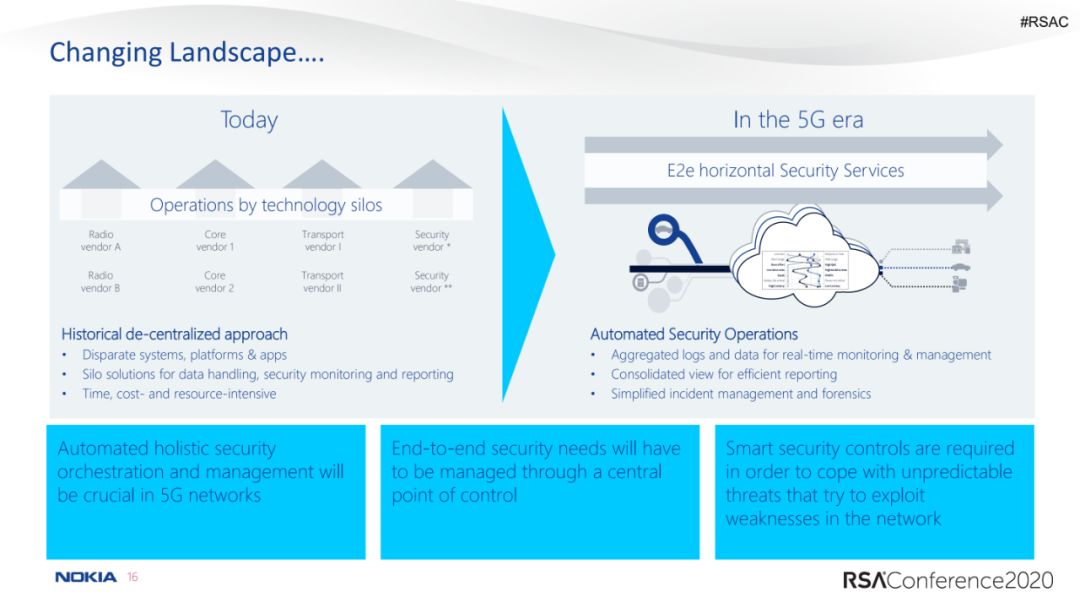 #RSAC
Changing Landscape....
Today
Operations by technology silos
Radio
vendor A
Core
vendor 1
Transport
vendor I
Security
vendor *
Radio
vendor B
Core
vendor 2
Transport
vendor II
Security
vendor **
Historical de-centralized approach
• Disparate systems, platforms & apps
• Silo solutions for data handling, security monitoring and reporting
• Time, cost- and resource-intensive
In the 5G era
E2e horizontal Security Services
Automated Security Operations
• Aggregated logs and data for real-time monitoring & management
• Consolidated view for efficient reporting
• Simplified incident management and forensics
Automated holistic security
orchestration and management will
be crucial in 5G networks
End-to-end security needs will have
to be managed through a central
point of control
Smart security controls are required
in order to cope with unpredictable
threats that try to exploit
weaknesses in the network
NOKIA 16
RSAConference2020